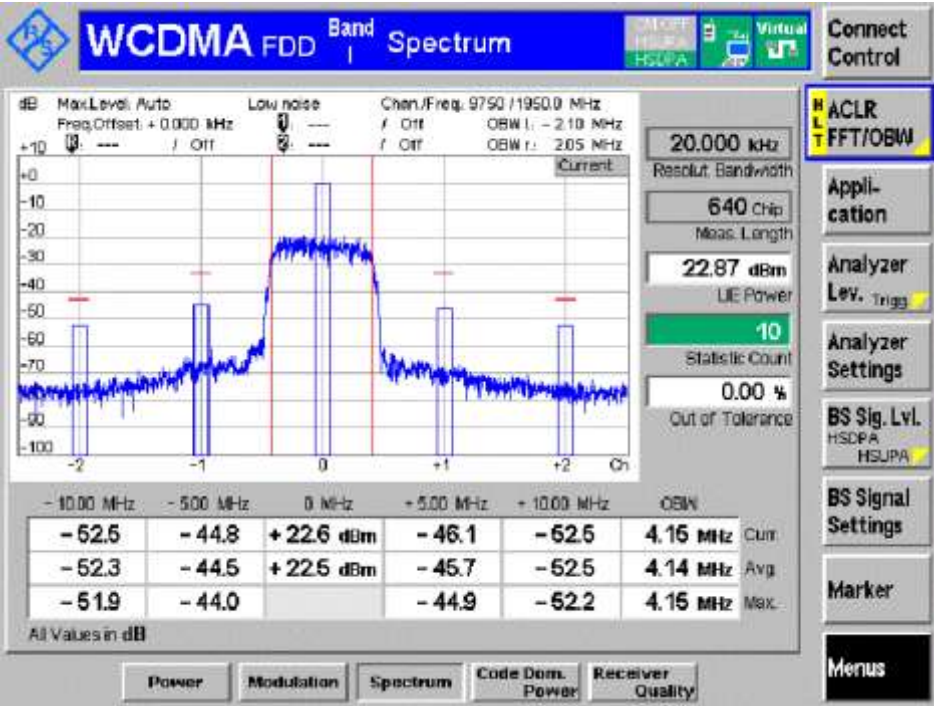 R&S
WCDMA FDD Band I Spectrum
HSDPA
Virtual
Connect Control
dB Max.Level: Auto Low noise Chan./Freq.: 9750 / 1950.0 MHz
Freq.Offset: + 0.000 kHz 1: --- / Off OBW l.: - 2.10 MHz
R: --- / Off 2: --- / Off OBW r.: 2.05 MHz
Current
+10
+0
-10
-20
-30
-40
-50
-60
-70
-90
-100
-2 -1 0 +1 +2 Ch
20.000 kHz
Resolut. Bandwidth
640 Chip
Meas. Length
22.87 dBm
UE Power
10
Statistic Count
0.00 %
Out of Tolerance
- 10.00 MHz - 5.00 MHz 0 MHz + 5.00 MHz + 10.00 MHz OBW
- 52.5 - 44.8 + 22.6 dBm - 46.1 - 52.5 4.15 MHz Curr.
- 52.3 - 44.5 + 22.5 dBm - 45.7 - 52.5 4.14 MHz Avg.
- 51.9 - 44.0 - 44.9 - 52.2 4.15 MHz Max.
All Values in dB
HLT
ACLR
FFT/OBW
Appli-
cation
Analyzer
Lev. Trigg.
Analyzer
Settings
BS Sig. Lvl.
HSDPA
HSUPA
BS Signal
Settings
Marker
Menus
Power
Modulation
Spectrum
Code Dom.
Power
Receiver
Quality